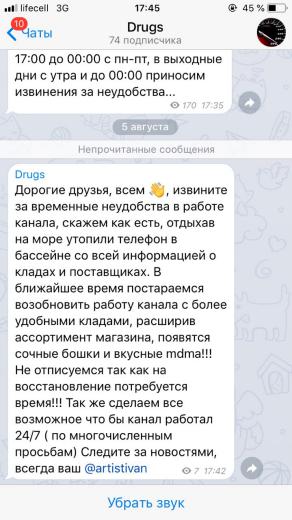 lifecell 3G 17:45 45 %
10
Чаты
Drugs
74 подписчика
17:00 до 00:00 с пн-пт, в выходные
дни с утра и до 00:00 приносим
извинения за неудобства...
170 17:35
5 августа
Непрочитанные сообщения
Drugs
Дорогие друзья, всем 👋, извините
за временные неудобства в работе
канала, скажем как есть, отдыхав
на море утопили телефон в
бассейне со всей информацией о
кладах и поставщиках. В
ближайшее время постараемся
возобновить работу канала с более
удобными кладами, расширив
ассортимент магазина, появятся
сочные бошки и вкусные mdma!!!
Не отписуемся так как на
восстановление потребуется
время!!! Так же сделаем все
возможное что бы канал работал
24/7 ( по многочисленным
просьбам) Следите за новостями,
всегда ваш @artistivan 7 17:42
Убрать звук